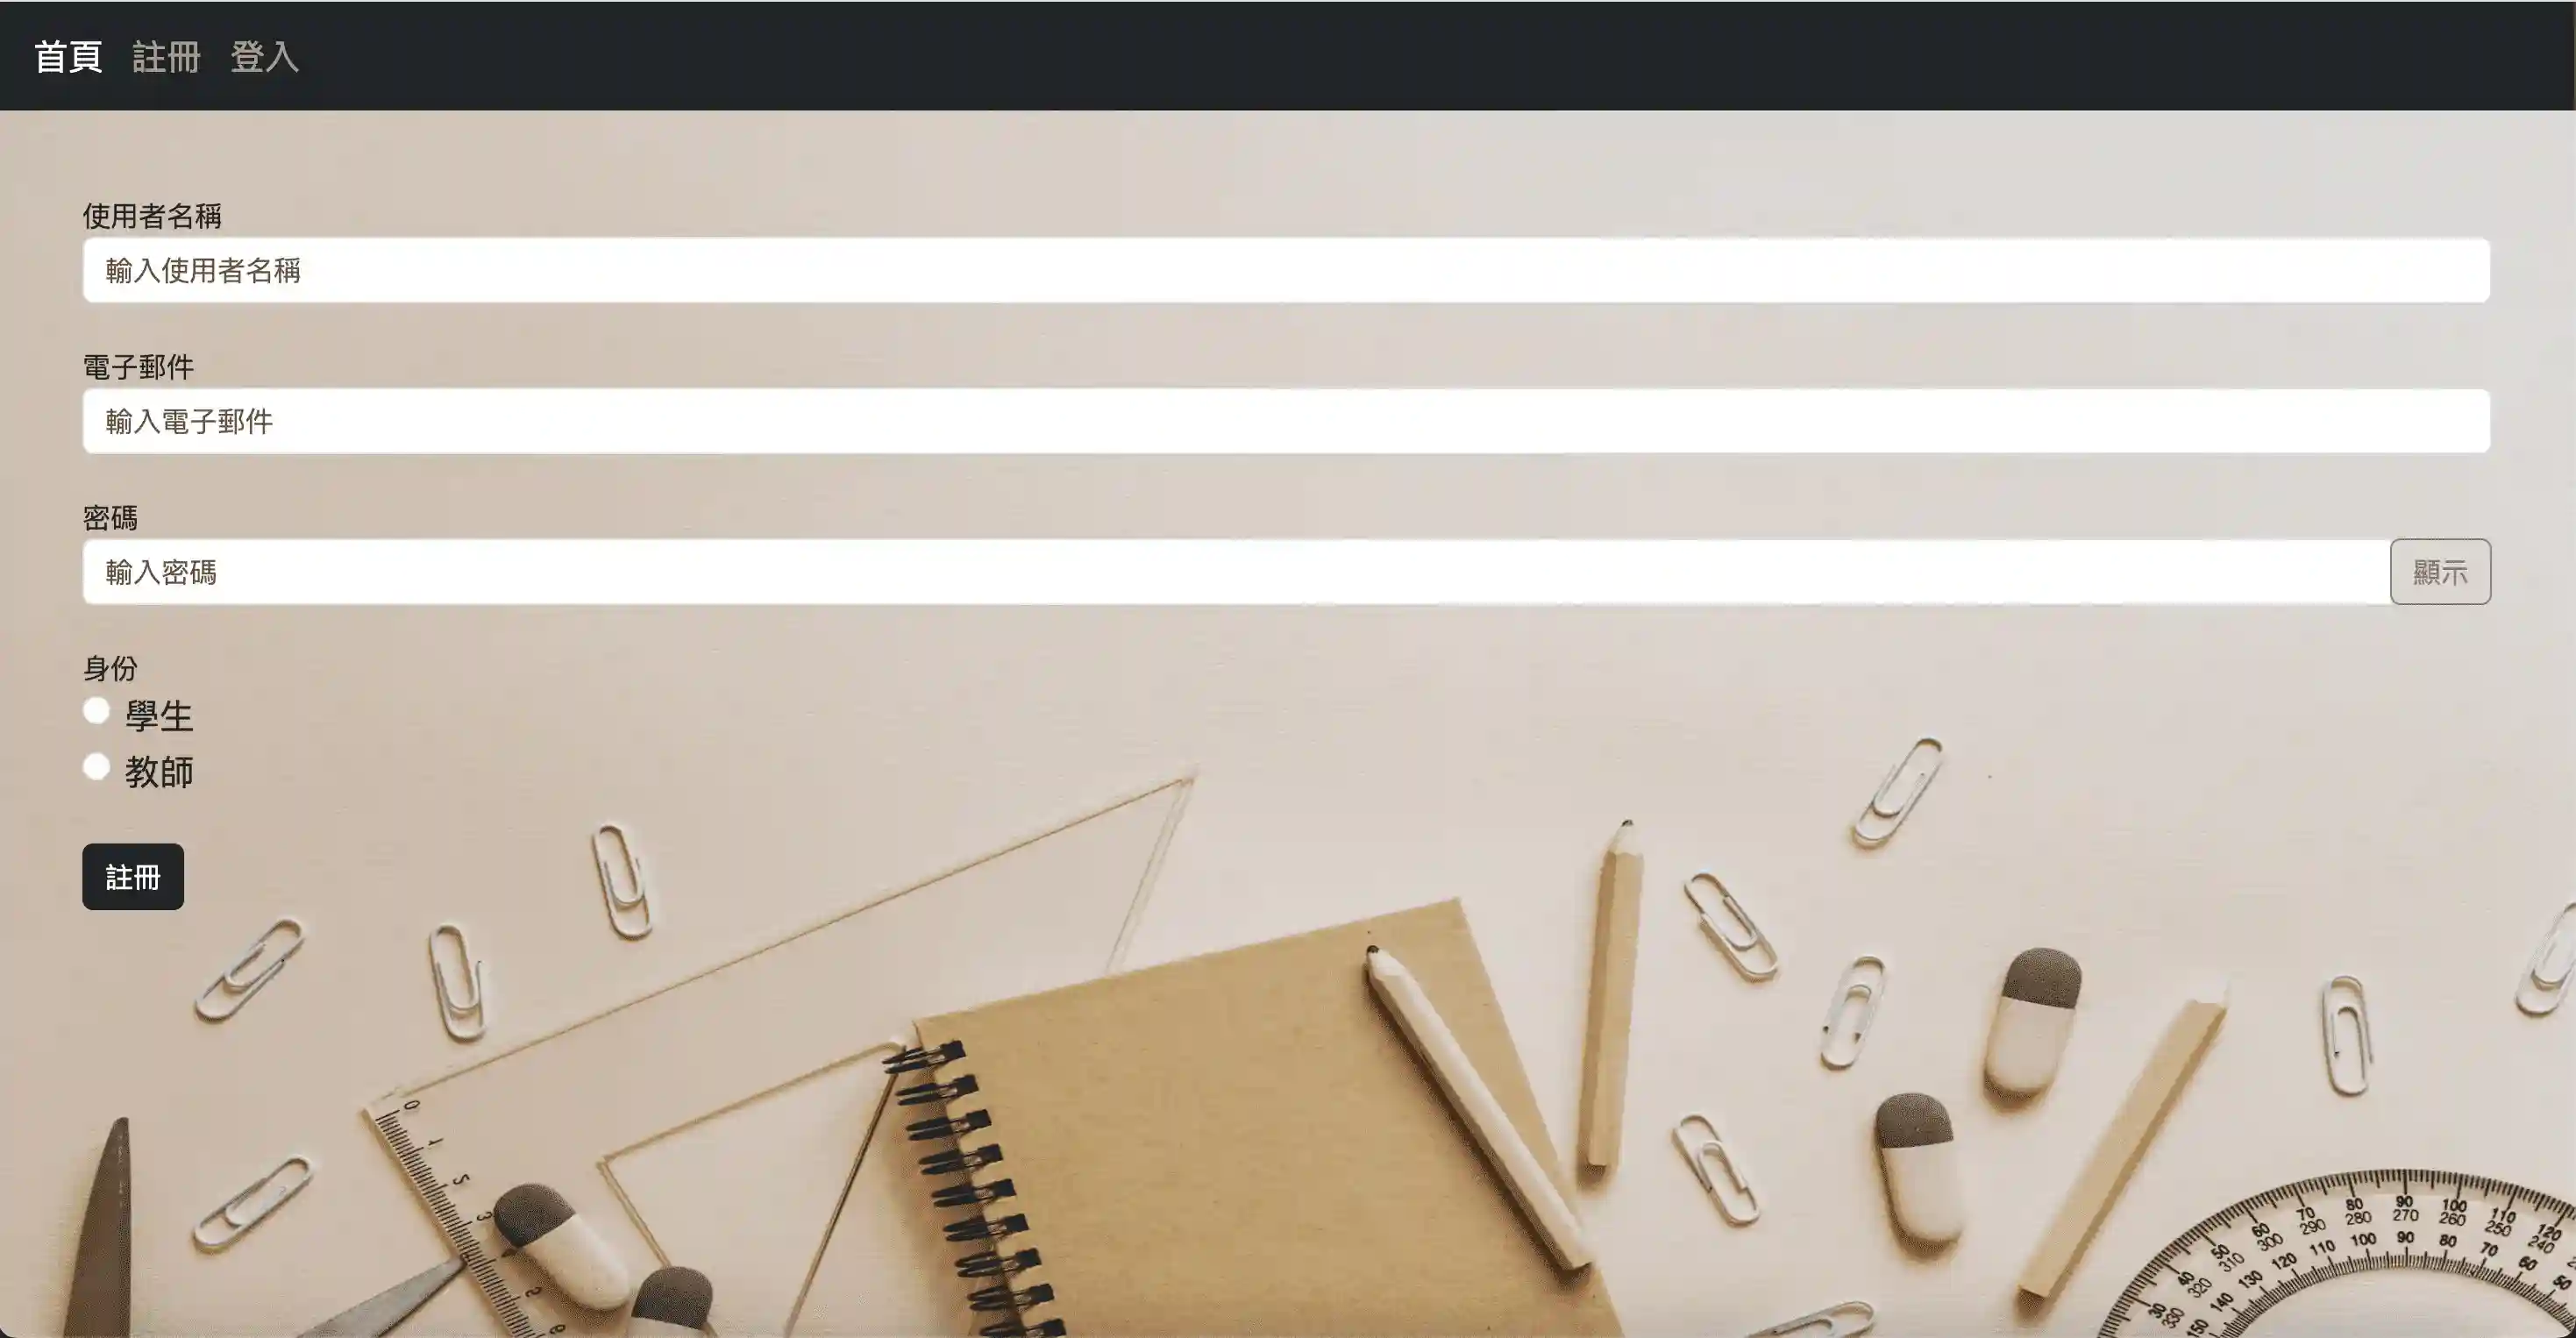 首頁 註冊 登入
使用者名稱
輸入使用者名稱
電子郵件
輸入電子郵件
密碼
輸入密碼 顯示
身份
學生
教師
註冊